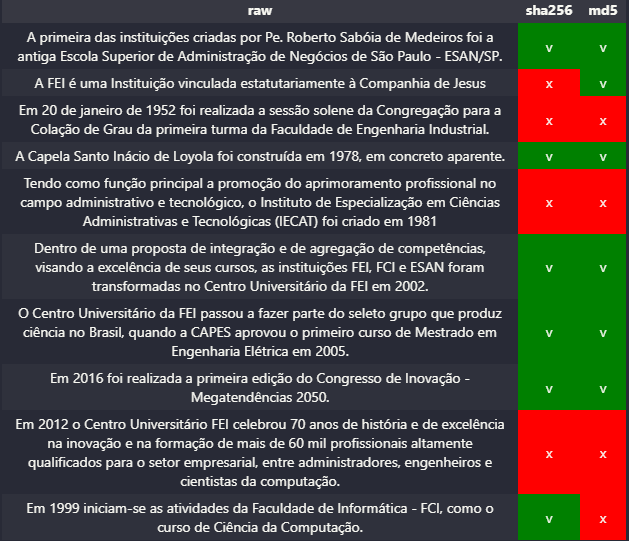 raw sha256 md5
A primeira das instituições criadas por Pe. Roberto Sabóia de Medeiros foi a
antiga Escola Superior de Administração de Negócios de São Paulo - ESAN/SP.
v v
A FEI é uma Instituição vinculada estatutariamente à Companhia de Jesus
x v
Em 20 de janeiro de 1952 foi realizada a sessão solene da Congregação para a
Colação de Grau da primeira turma da Faculdade de Engenharia Industrial.
x x
A Capela Santo Inácio de Loyola foi construída em 1978, em concreto aparente.
v v
Tendo como função principal a promoção do aprimoramento profissional no
campo administrativo e tecnológico, o Instituto de Especialização em Ciências
Administrativas e Tecnológicas (IECAT) foi criado em 1981
x x
Dentro de uma proposta de integração e de agregação de competências,
visando a excelência de seus cursos, as instituições FEI, FCI e ESAN foram
transformadas no Centro Universitário da FEI em 2002.
v v
O Centro Universitário da FEI passou a fazer parte do seleto grupo que produz
ciência no Brasil, quando a CAPES aprovou o primeiro curso de Mestrado em
Engenharia Elétrica em 2005.
v v
Em 2016 foi realizada a primeira edição do Congresso de Inovação -
Megatendências 2050.
v v
Em 2012 o Centro Universitário FEI celebrou 70 anos de história e de excelência
na inovação e na formação de mais de 60 mil profissionais altamente
qualificados para o setor empresarial, entre administradores, engenheiros e
cientistas da computação.
x x
Em 1999 iniciam-se as atividades da Faculdade de Informática - FCI, como o
curso de Ciência da Computação.
v x